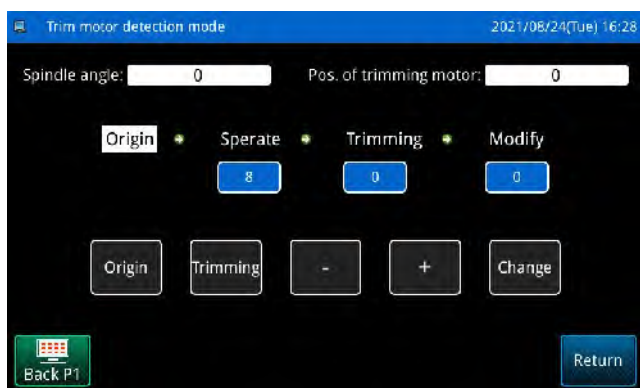 Trim motor detection mode 2021/08/24(Tue) 16:28
Spindle angle: 0 Pos. of trimming motor: 0
Origin Sperate Trimming Modify
8 0 0
Origin Trimming - + Change
Back P1 Return